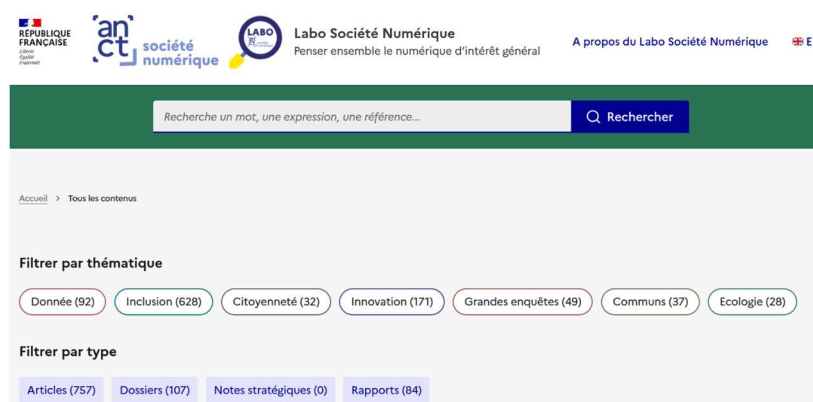 RÉPUBLIQUE
FRANÇAISE
Liberté
Égalité
Fraternité
an
ct
société
numérique
LABO
Labo Société Numérique
Penser ensemble le numérique d'intérêt général
A propos du Labo Société Numérique
E
Recherche un mot, une expression, une référence...
Rechercher
Accueil > Tous les contenus
Filtrer par thématique
Donnée (92) Inclusion (628) Citoyenneté (32) Innovation (171) Grandes enquêtes (49) Communs (37) Ecologie (28)
Filtrer par type
Articles (757) Dossiers (107) Notes stratégiques (0) Rapports (84)